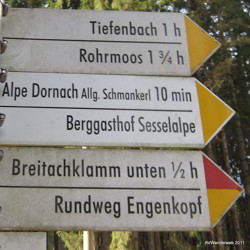 Tiefenbach 1 h
Rohrmoos 1 ¾ h
Alpe Dornach Allg. Schmankerl 10 min
Berggasthof Sesselalpe
Breitachklamm unten ½ h
Rundweg Engenkopf